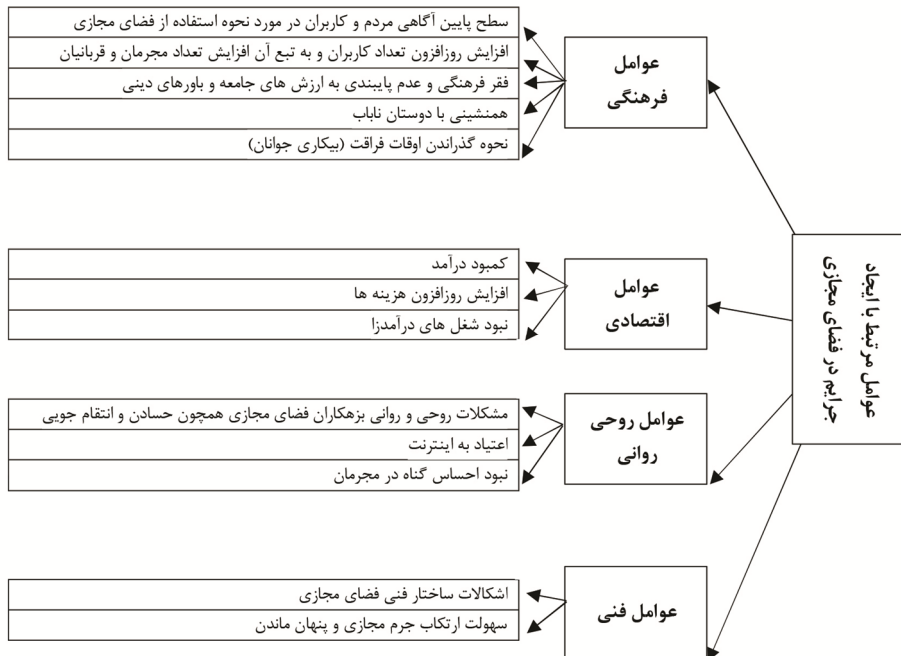 عوامل مرتبط با ایجاد
جرایم در فضای مجازی
عوامل
فرهنگی
سطح پایین آگاهی مردم و کاربران در مورد نحوه استفاده از فضای مجازی
افزایش روزافزون تعداد کاربران و به تبع آن افزایش تعداد مجرمان و قربانیان
فقر فرهنگی و عدم پایبندی به ارزش های جامعه و باورهای دینی
همنشینی با دوستان ناباب
نحوه گذراندن اوقات فراقت (بیکاری جوانان)
عوامل
اقتصادی
کمبود درآمد
افزایش روزافزون هزینه ها
نبود شغل های درآمدزا
عوامل روحی
روانی
مشکلات روحی و روانی بزهکاران فضای مجازی همچون حسادن و انتقام جویی
اعتیاد به اینترنت
نبود احساس گناه در مجرمان
عوامل فنی
اشکالات ساختار فنی فضای مجازی
سهولت ارتکاب جرم مجازی و پنهان ماندن